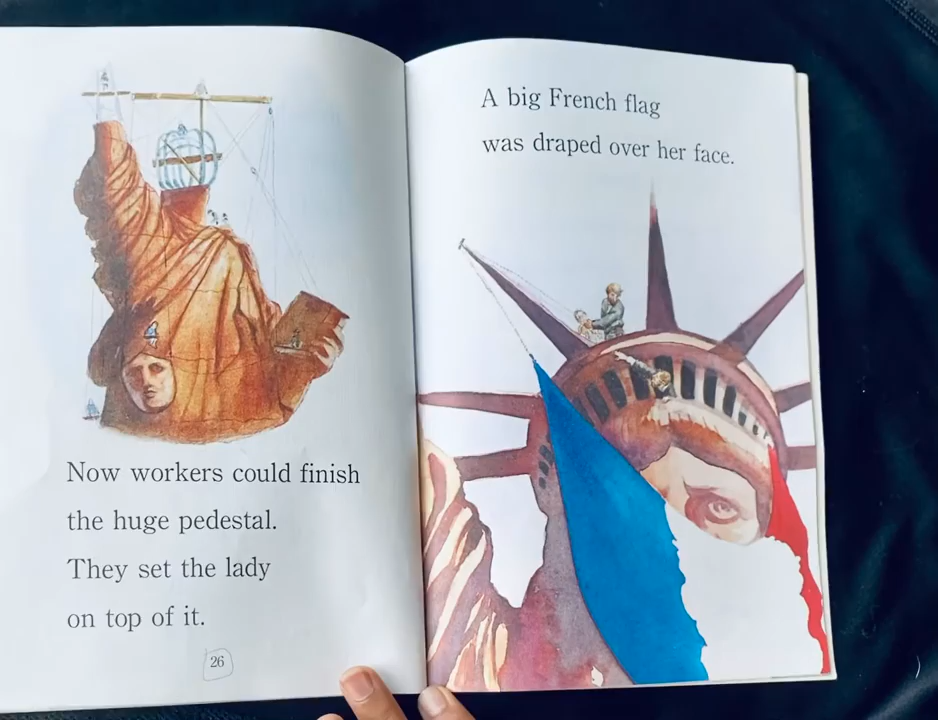 Now workers could finish
the huge pedestal.
They set the lady
on top of it.
26
A big French flag
was draped over her face.